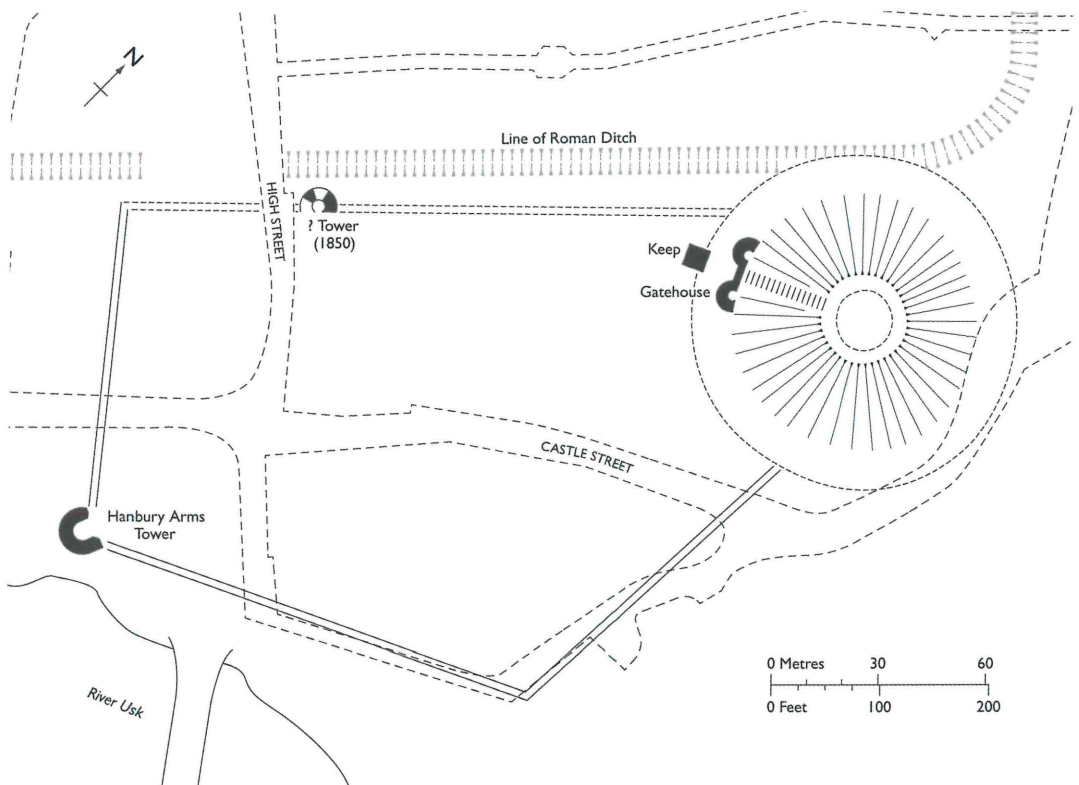 N
Line of Roman Ditch
HIGH STREET
? Tower
(1850)
Keep
Gatehouse
CASTLE STREET
Hanbury Arms
Tower
River Usk
0 Metres 30 60
0 Feet 100 200